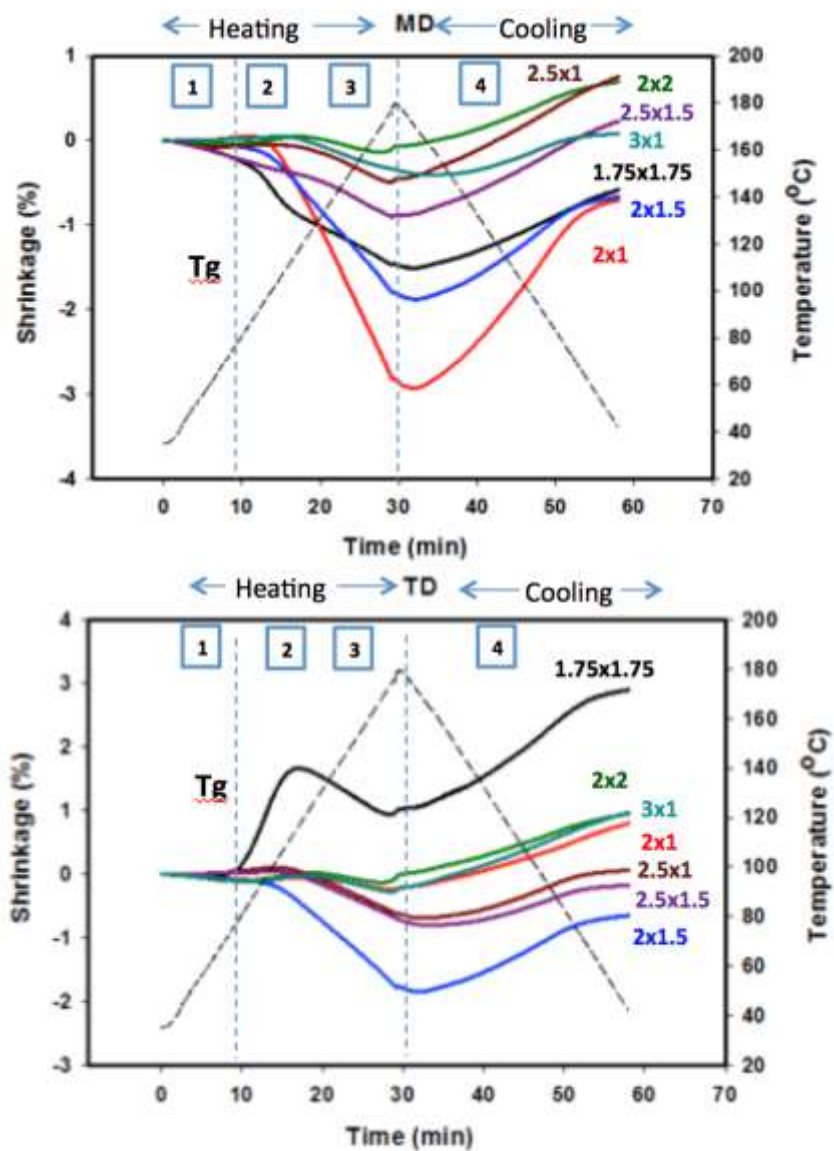 Heating MD Cooling
1 2 3 4
2.5x1
2x2
2.5x1.5
3x1
1.75x1.75
2x1.5
2x1
Tg
1
0
-1
-2
-3
-4
Shrinkage (%)
200
180
160
140
120
100
80
60
40
20
Temperature (°C)
0 10 20 30 40 50 60 70
Time (min)
Heating TD Cooling
1 2 3 4
1.75x1.75
Tg
2x2
3x1
2x1
2.5x1
2.5x1.5
2x1.5
4
3
2
1
0
-1
-2
-3
Shrinkage (%)
200
180
160
140
120
100
80
60
40
20
Temperature (°C)
0 10 20 30 40 50 60 70
Time (min)